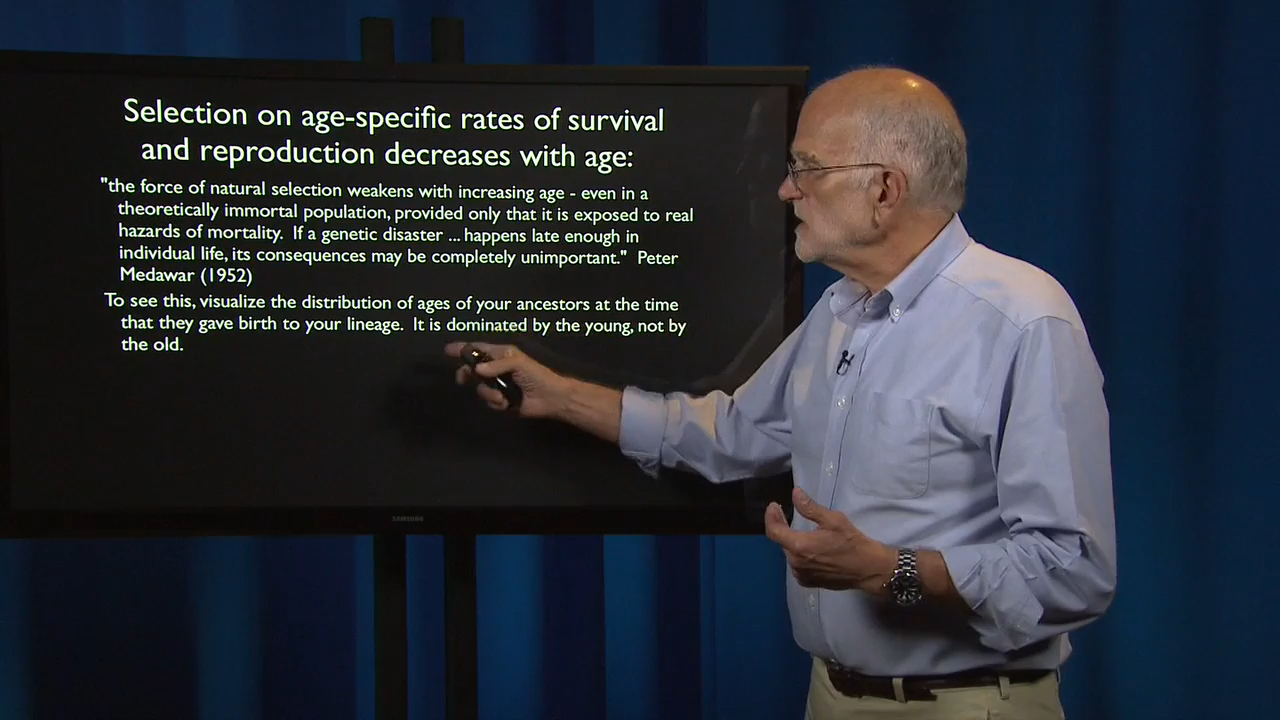 Selection on age-specific rates of survival
and reproduction decreases with age:
"the force of natural selection weakens with increasing age - even in a
theoretically immortal population, provided only that it is exposed to real
hazards of mortality. If a genetic disaster ... happens late enough in
individual life, its consequences may be completely unimportant." Peter
Medawar (1952)
To see this, visualize the distribution of ages of your ancestors at the time
that they gave birth to your lineage. It is dominated by the young, not by
the old.
SAMSUNG